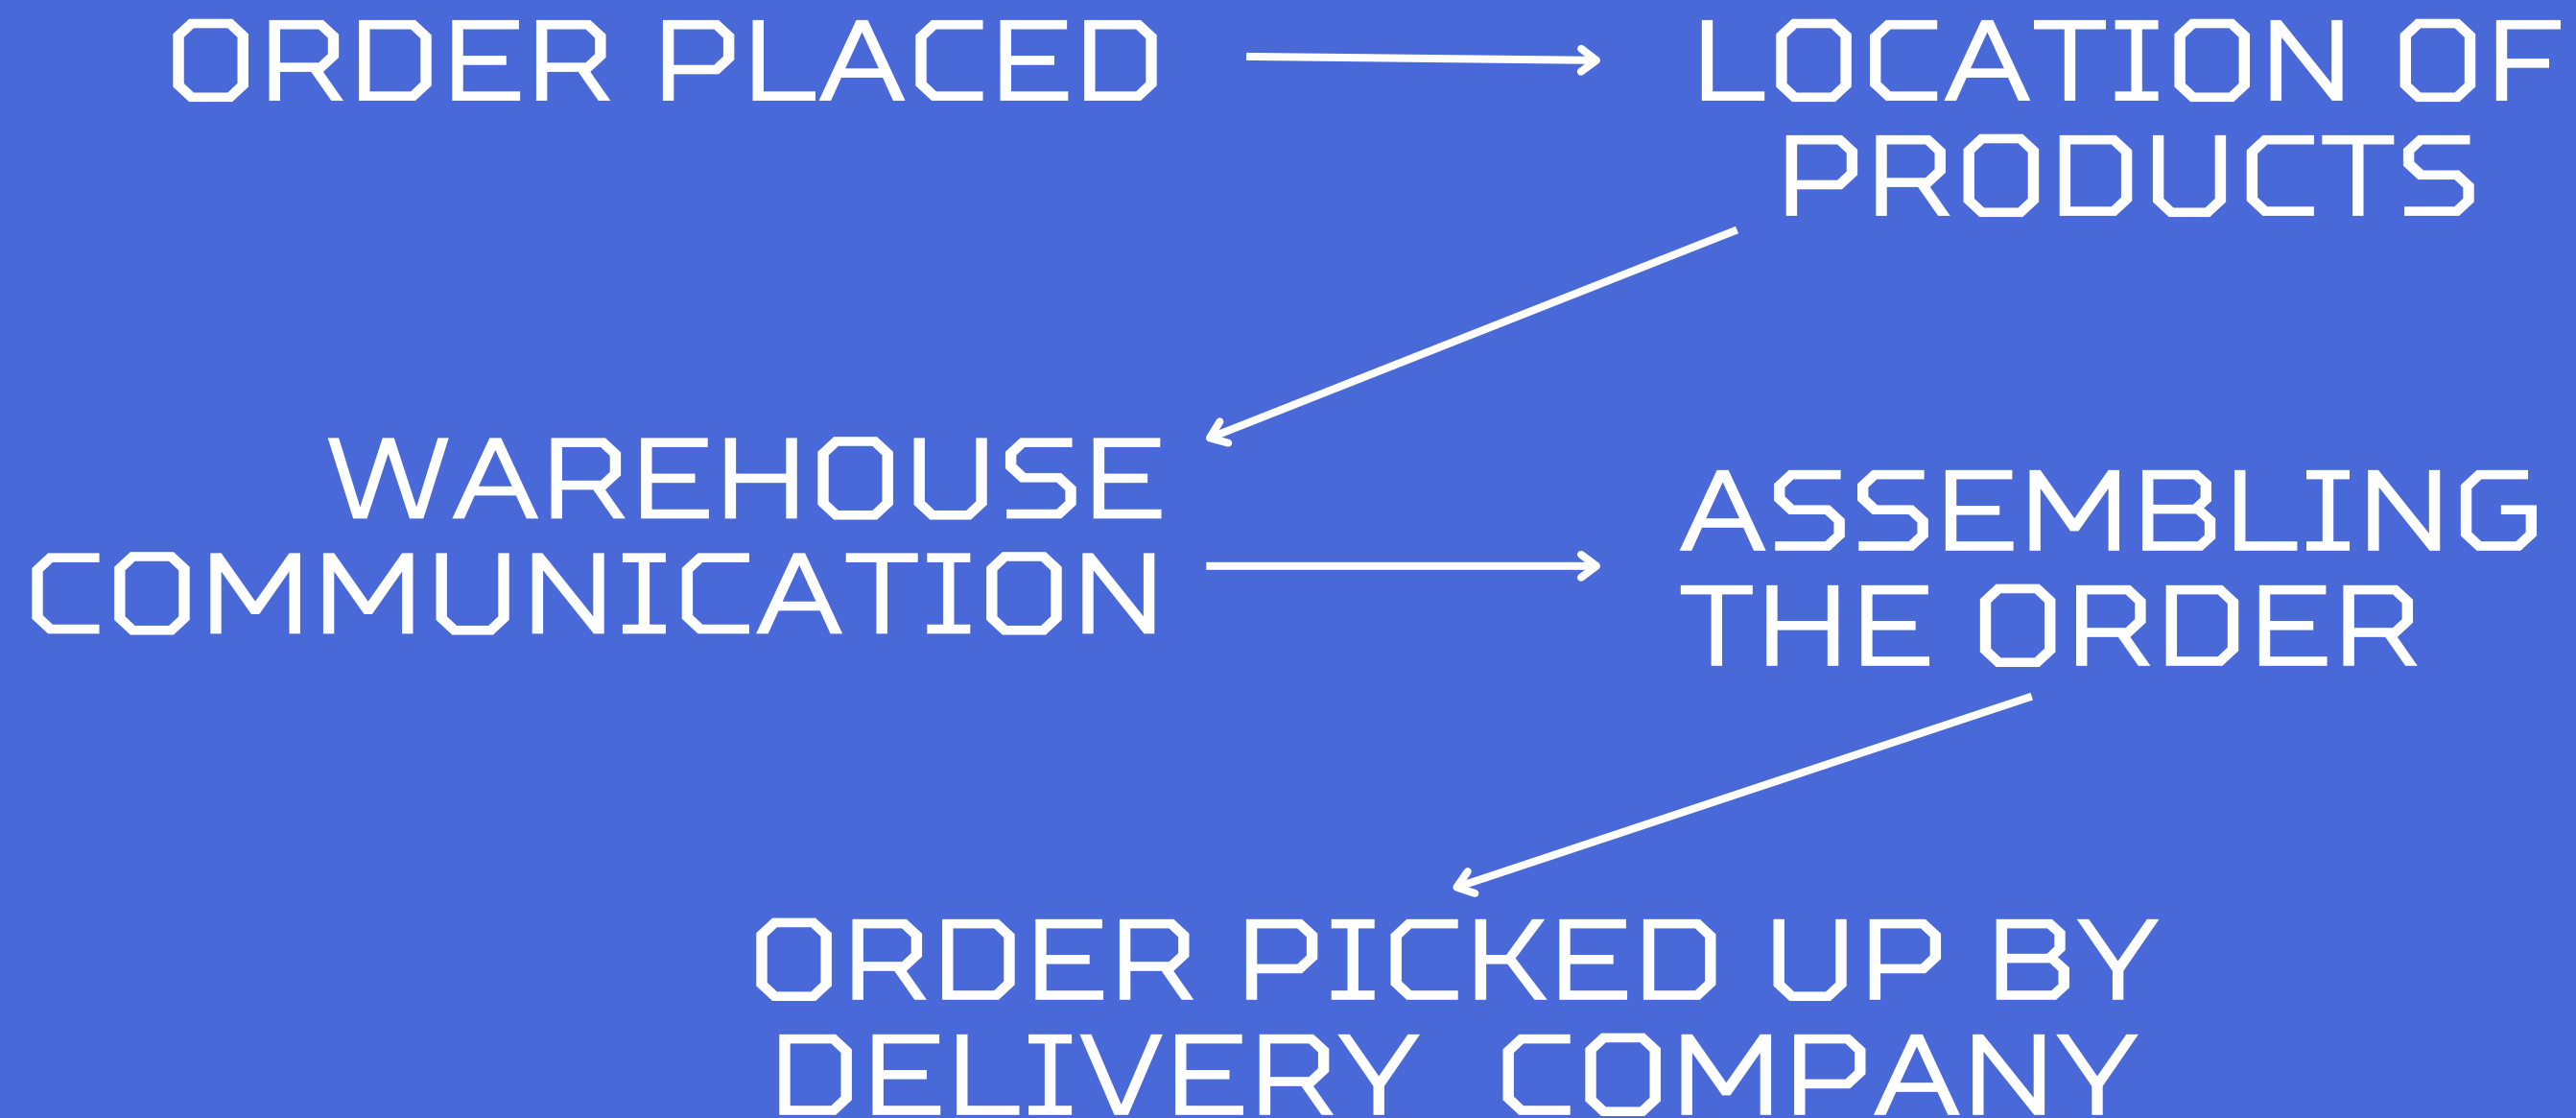 ORDER PLACED
LOCATION OF
PRODUCTS
WAREHOUSE
COMMUNICATION
ASSEMBLING
THE ORDER
ORDER PICKED UP BY
DELIVERY COMPANY